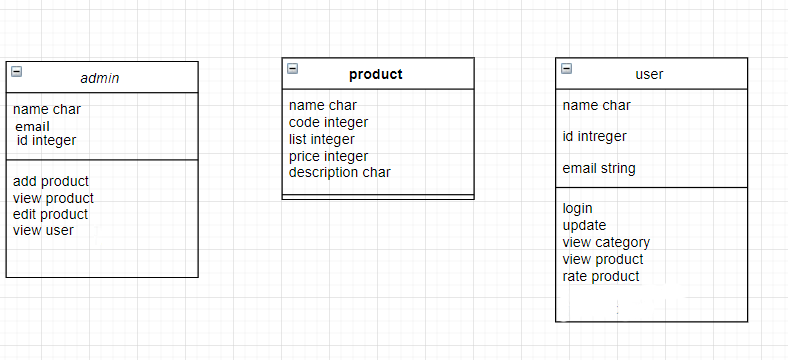 admin
name char
email
id integer
add product
view product
edit product
view user
product
name char
code integer
list integer
price integer
description char
user
name char
id intreger
email string
login
update
view category
view product
rate product